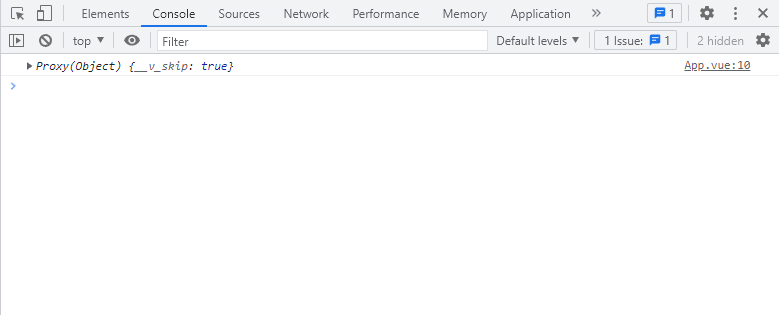 Elements Console Sources Network Performance Memory Application » 1
top ▼ Filter Default levels ▼ 1 Issue: 1 2 hidden
▶ Proxy(Object) {__v_skip: true} App.vue:10
>